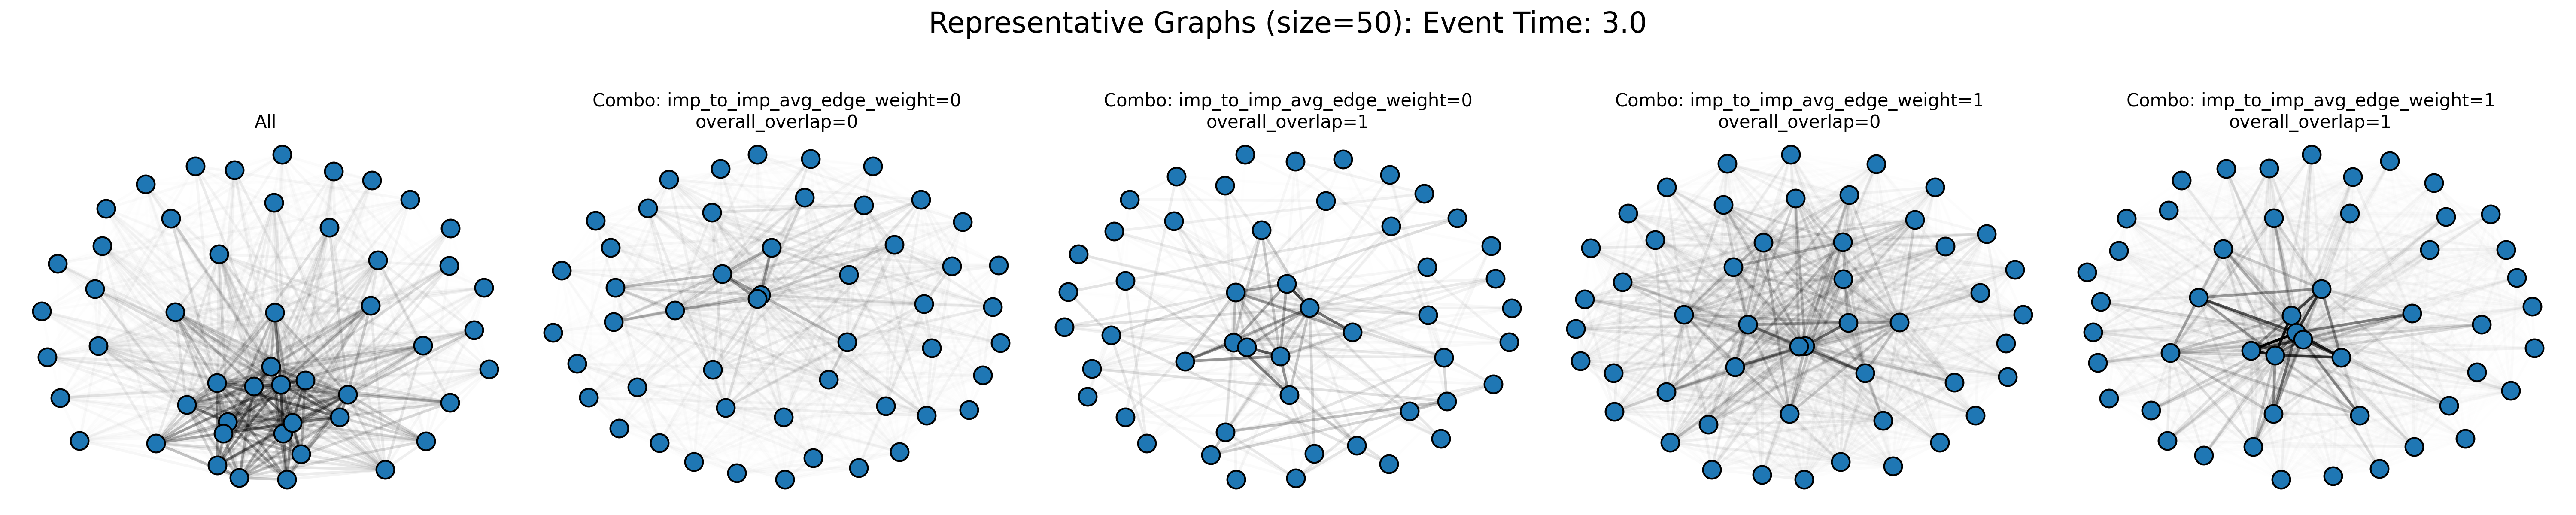 Representative Graphs (size=50): Event Time: 3.0
All
Combo: imp_to_imp_avg_edge_weight=0
overall_overlap=0
Combo: imp_to_imp_avg_edge_weight=0
overall_overlap=1
Combo: imp_to_imp_avg_edge_weight=1
overall_overlap=0
Combo: imp_to_imp_avg_edge_weight=1
overall_overlap=1